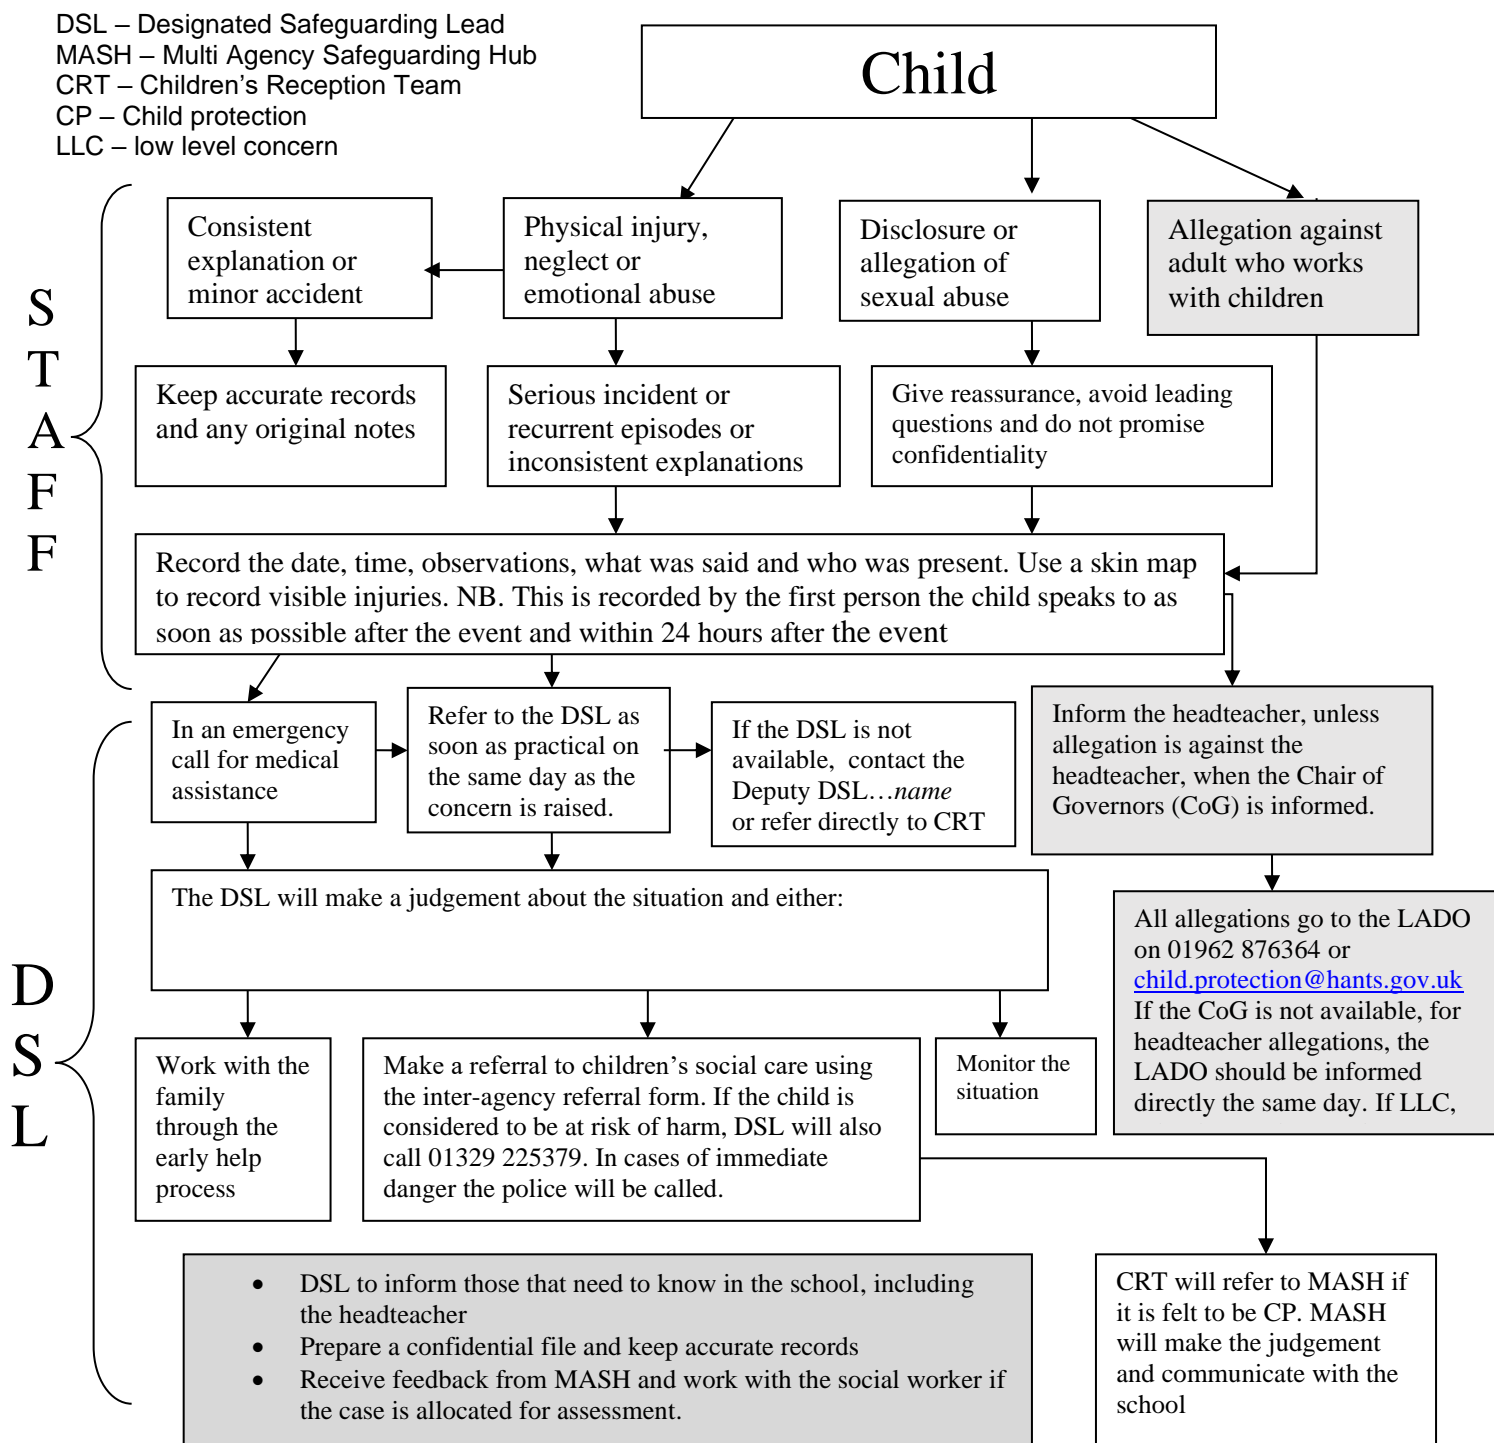 DSL – Designated Safeguarding Lead
MASH – Multi Agency Safeguarding Hub
CRT – Children's Reception Team
CP – Child protection
LLC – low level concern
Child
S
T
A
F
F
Consistent
explanation or
minor accident
Physical injury,
neglect or
emotional abuse
Disclosure or
allegation of
sexual abuse
Allegation against
adult who works
with children
Keep accurate records
and any original notes
Serious incident or
recurrent episodes or
inconsistent explanations
Give reassurance, avoid leading
questions and do not promise
confidentiality
Record the date, time, observations, what was said and who was present. Use a skin map
to record visible injuries. NB. This is recorded by the first person the child speaks to as
soon as possible after the event and within 24 hours after the event
D
S
L
In an emergency
call for medical
assistance
Refer to the DSL as
soon as practical on
the same day as the
concern is raised.
If the DSL is not
available,  contact the
Deputy DSL…name
or refer directly to CRT
Inform the headteacher, unless
allegation is against the
headteacher, when the Chair of
Governors (CoG) is informed.
The DSL will make a judgement about the situation and either:
All allegations go to the LADO
on 01962 876364 or
child.protection@hants.gov.uk
If the CoG is not available, for
headteacher allegations, the
LADO should be informed
directly the same day. If LLC,
Work with the
family
through the
early help
process
Make a referral to children's social care using
the inter-agency referral form. If the child is
considered to be at risk of harm, DSL will also
call 01329 225379. In cases of immediate
danger the police will be called.
Monitor the
situation
• DSL to inform those that need to know in the school, including
the headteacher
• Prepare a confidential file and keep accurate records
• Receive feedback from MASH and work with the social worker if
the case is allocated for assessment.
CRT will refer to MASH if
it is felt to be CP. MASH
will make the judgement
and communicate with the
school